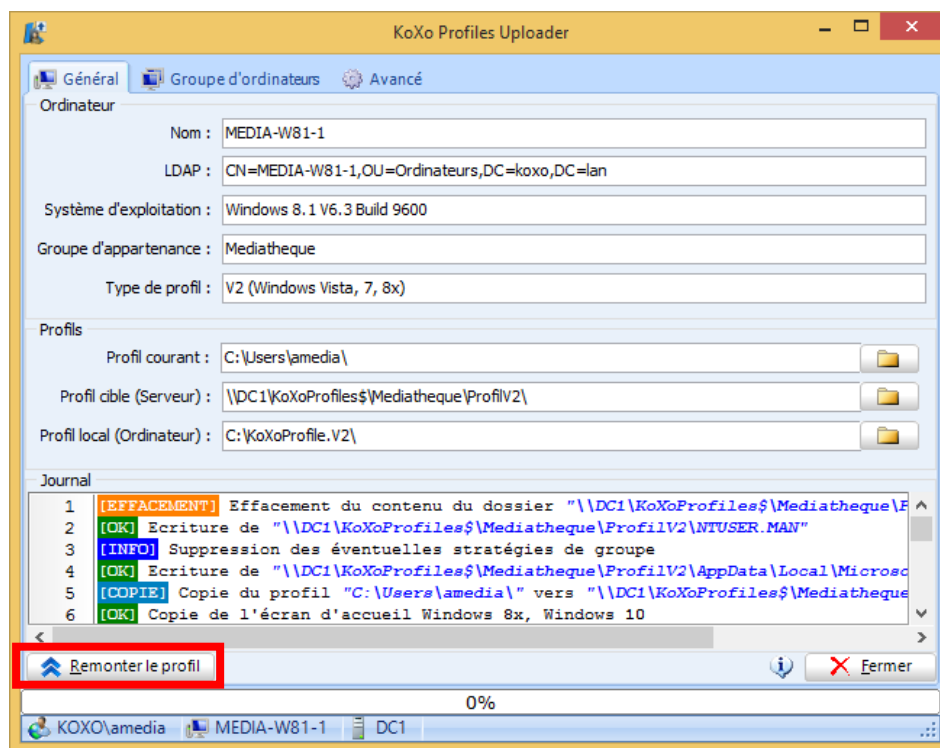 KoXo Profiles Uploader
Général Groupe d'ordinateurs Avancé
Ordinateur
Nom : MEDIA-W81-1
LDAP : CN=MEDIA-W81-1,OU=Ordinateurs,DC=koxo,DC=lan
Système d'exploitation : Windows 8.1 V6.3 Build 9600
Groupe d'appartenance : Mediatheque
Type de profil : V2 (Windows Vista, 7, 8x)
Profils
Profil courant : C:\Users\amedia\
Profil cible (Serveur) : \\DC1\KoXoProfiles$\Mediatheque\ProfilV2\
Profil local (Ordinateur) : C:\KoXoProfile.V2\
Journal
1 [EFFACEMENT] Effacement du contenu du dossier "\\DC1\KoXoProfiles$\Mediatheque\P
2 [OK] Ecriture de "\\DC1\KoXoProfiles$\Mediatheque\ProfilV2\NTUSER.MAN"
3 [INFO] Suppression des éventuelles stratégies de groupe
4 [OK] Ecriture de "\\DC1\KoXoProfiles$\Mediatheque\ProfilV2\AppData\Local\Microsc
5 [COPIE] Copie du profil "C:\Users\amedia\" vers "\\DC1\KoXoProfiles$\Mediatheque
6 [OK] Copie de l'écran d'accueil Windows 8x, Windows 10
Remonter le profil Fermer
0%
KOXO\amedia MEDIA-W81-1 DC1